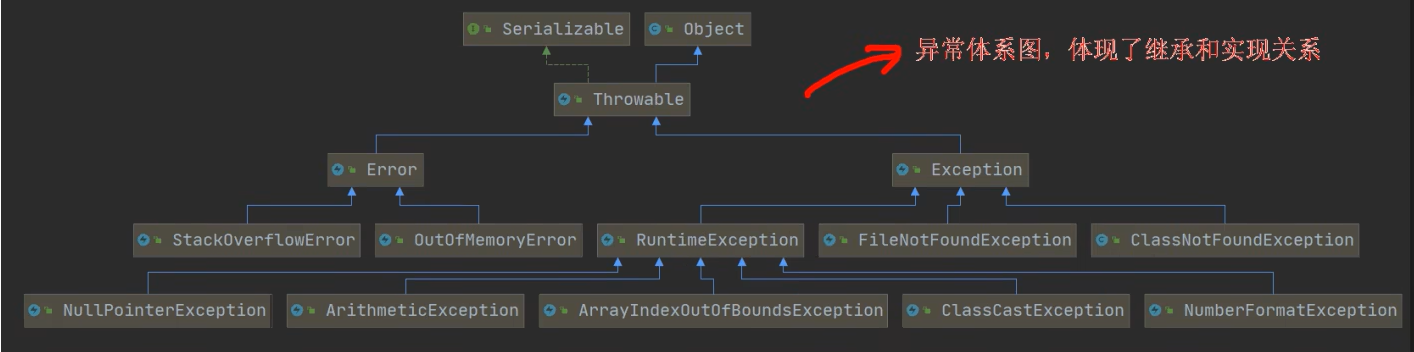 Serializable
Object
异常体系图，体现了继承和实现关系
Throwable
Error
Exception
StackOverflowError
OutOfMemoryError
RuntimeException
FileNotFoundException
ClassNotFoundException
NullPointerException
ArithmeticException
ArrayIndexOutOfBoundsException
ClassCastException
NumberFormatException